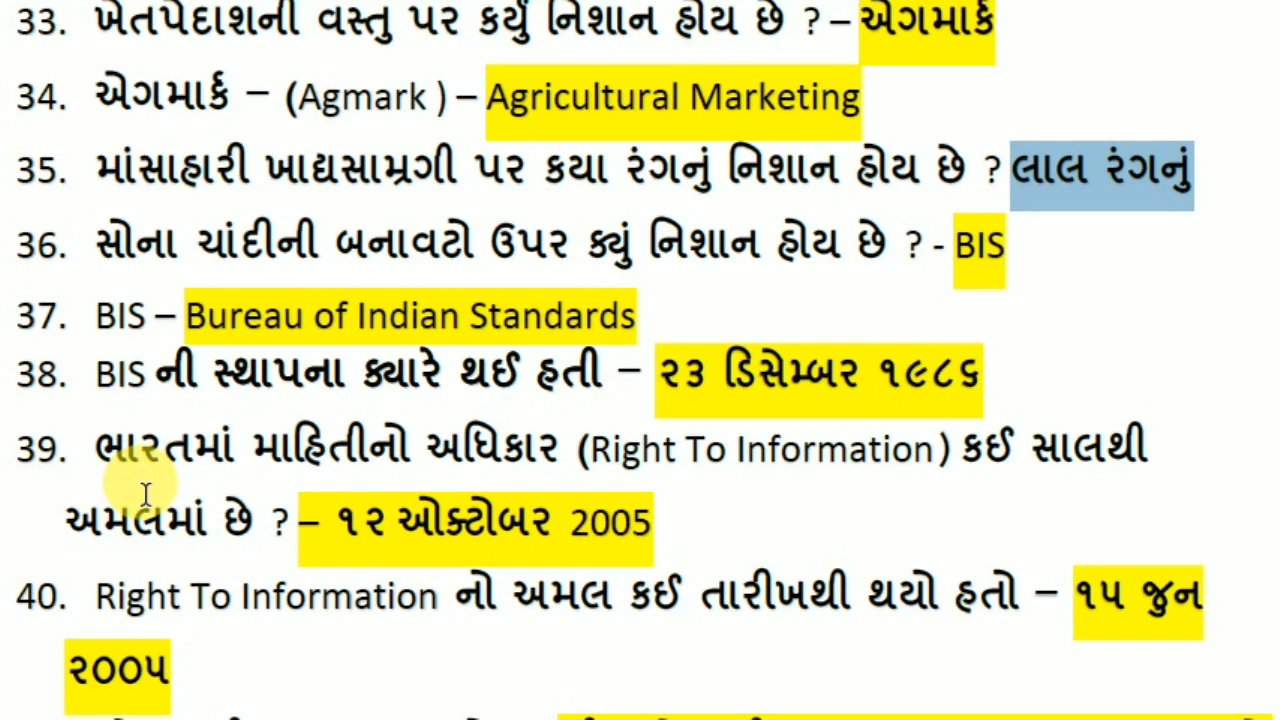 33. ખેતપેદાશની વસ્તુ પર કર્યું નિશાન હોય છે ? – એગમાર્ક
34. એગમાર્ક – (Agmark ) – Agricultural Marketing
35. માંસાહારી ખાદ્યસામ્રગી પર કયા રંગનું નિશાન હોય છે ? લાલ રંગનું
36. સોના ચાંદીની બનાવટો ઉપર ક્યું નિશાન હોય છે ? - BIS
37. BIS – Bureau of Indian Standards
38. BIS ની સ્થાપના ક્યારે થઈ હતી – ૨૩ ડિસેમ્બર ૧૯૮૬
39. ભારતમાં માહિતીનો અધિકાર (Right To Information) કઈ સાલથી
અમલમાં છે ? – ૧૨ ઓક્ટોબર 2005
40. Right To Information નો અમલ કઈ તારીખથી થયો હતો – ૧૫ જુન
૨૦૦૫